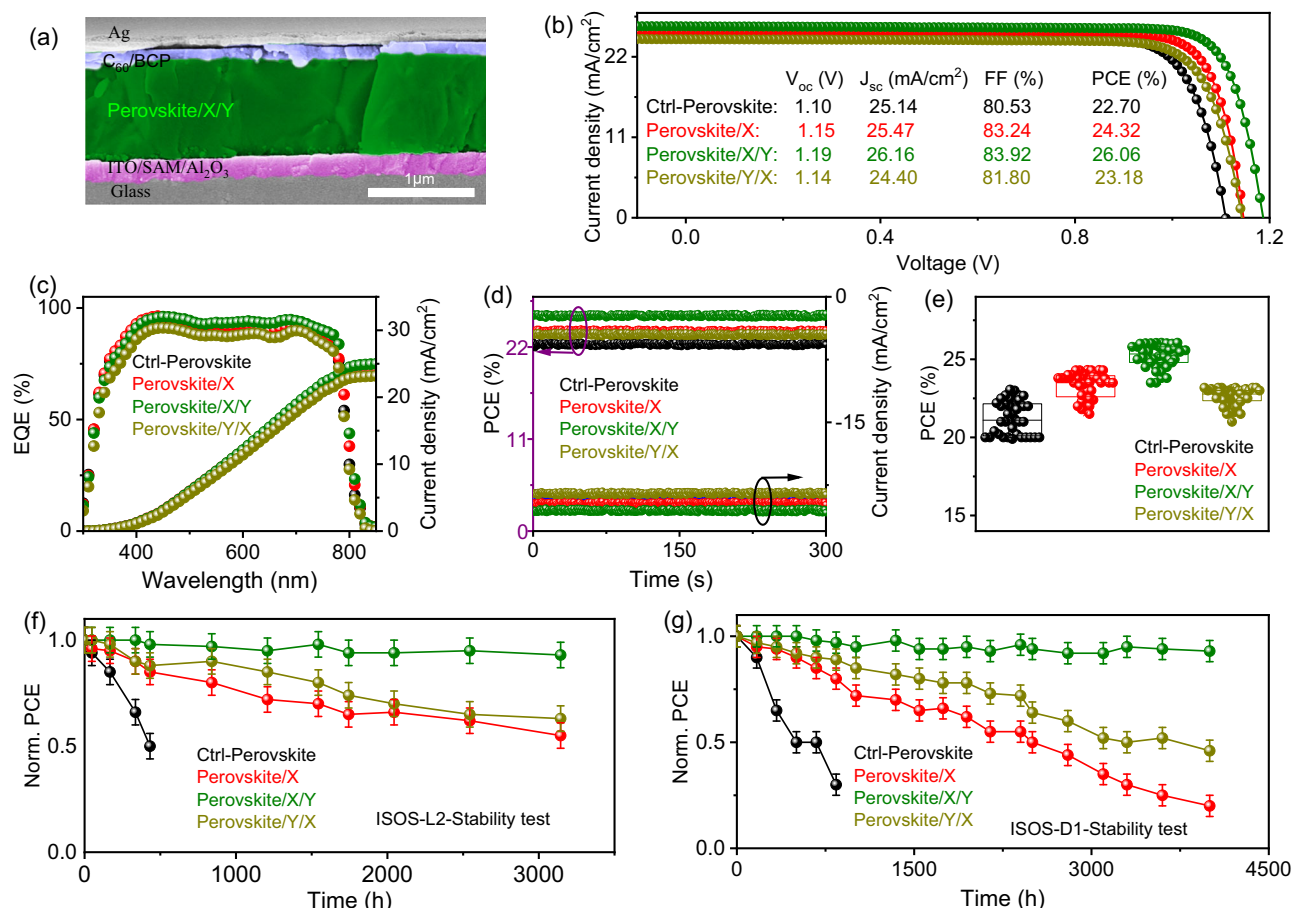 (a)
Ag
C₆₀/BCP
Perovskite/X/Y
ITO/SAM/Al₂O₃
Glass
1μm
(b)
Current density (mA/cm²)
22
11
0
V_oc (V) J_sc (mA/cm²) FF (%) PCE (%)
Ctrl-Perovskite: 1.10 25.14 80.53 22.70
Perovskite/X: 1.15 25.47 83.24 24.32
Perovskite/X/Y: 1.19 26.16 83.92 26.06
Perovskite/Y/X: 1.14 24.40 81.80 23.18
0.0 0.4 0.8 1.2
Voltage (V)
(c)
EQE (%)
100
50
0
Ctrl-Perovskite
Perovskite/X
Perovskite/X/Y
Perovskite/Y/X
30
20
10
0
Current density (mA/cm²)
400 600 800
Wavelength (nm)
(d)
PCE (%)
22
11
0
Ctrl-Perovskite
Perovskite/X
Perovskite/X/Y
Perovskite/Y/X
0
-15
Current density (mA/cm²)
0 150 300
Time (s)
(e)
PCE (%)
25
20
15
Ctrl-Perovskite
Perovskite/X
Perovskite/X/Y
Perovskite/Y/X
(f)
Norm. PCE
1.0
0.5
0.0
Ctrl-Perovskite
Perovskite/X
Perovskite/X/Y
Perovskite/Y/X
ISOS-L2-Stability test
0 1000 2000 3000
Time (h)
(g)
Norm. PCE
1.0
0.5
0.0
Ctrl-Perovskite
Perovskite/X
Perovskite/X/Y
Perovskite/Y/X
ISOS-D1-Stability test
0 1500 3000 4500
Time (h)